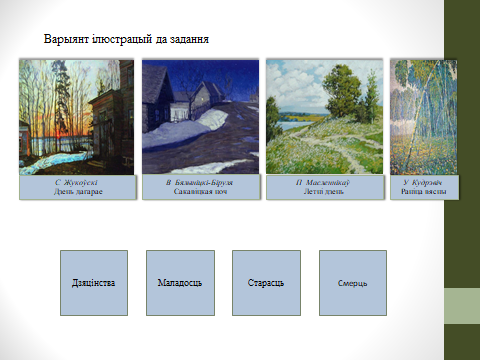 Варыянт ілюстрацый да задання
С Жукоўскі
Дзень дагарае
В Бялыніцкі-Біруля
Сакавіцкая ноч
П Масленнікаў
Летні дзень
У Кудрэвіч
Раніца вясны
Дзяцінства
Маладосць
Старасць
Смерць